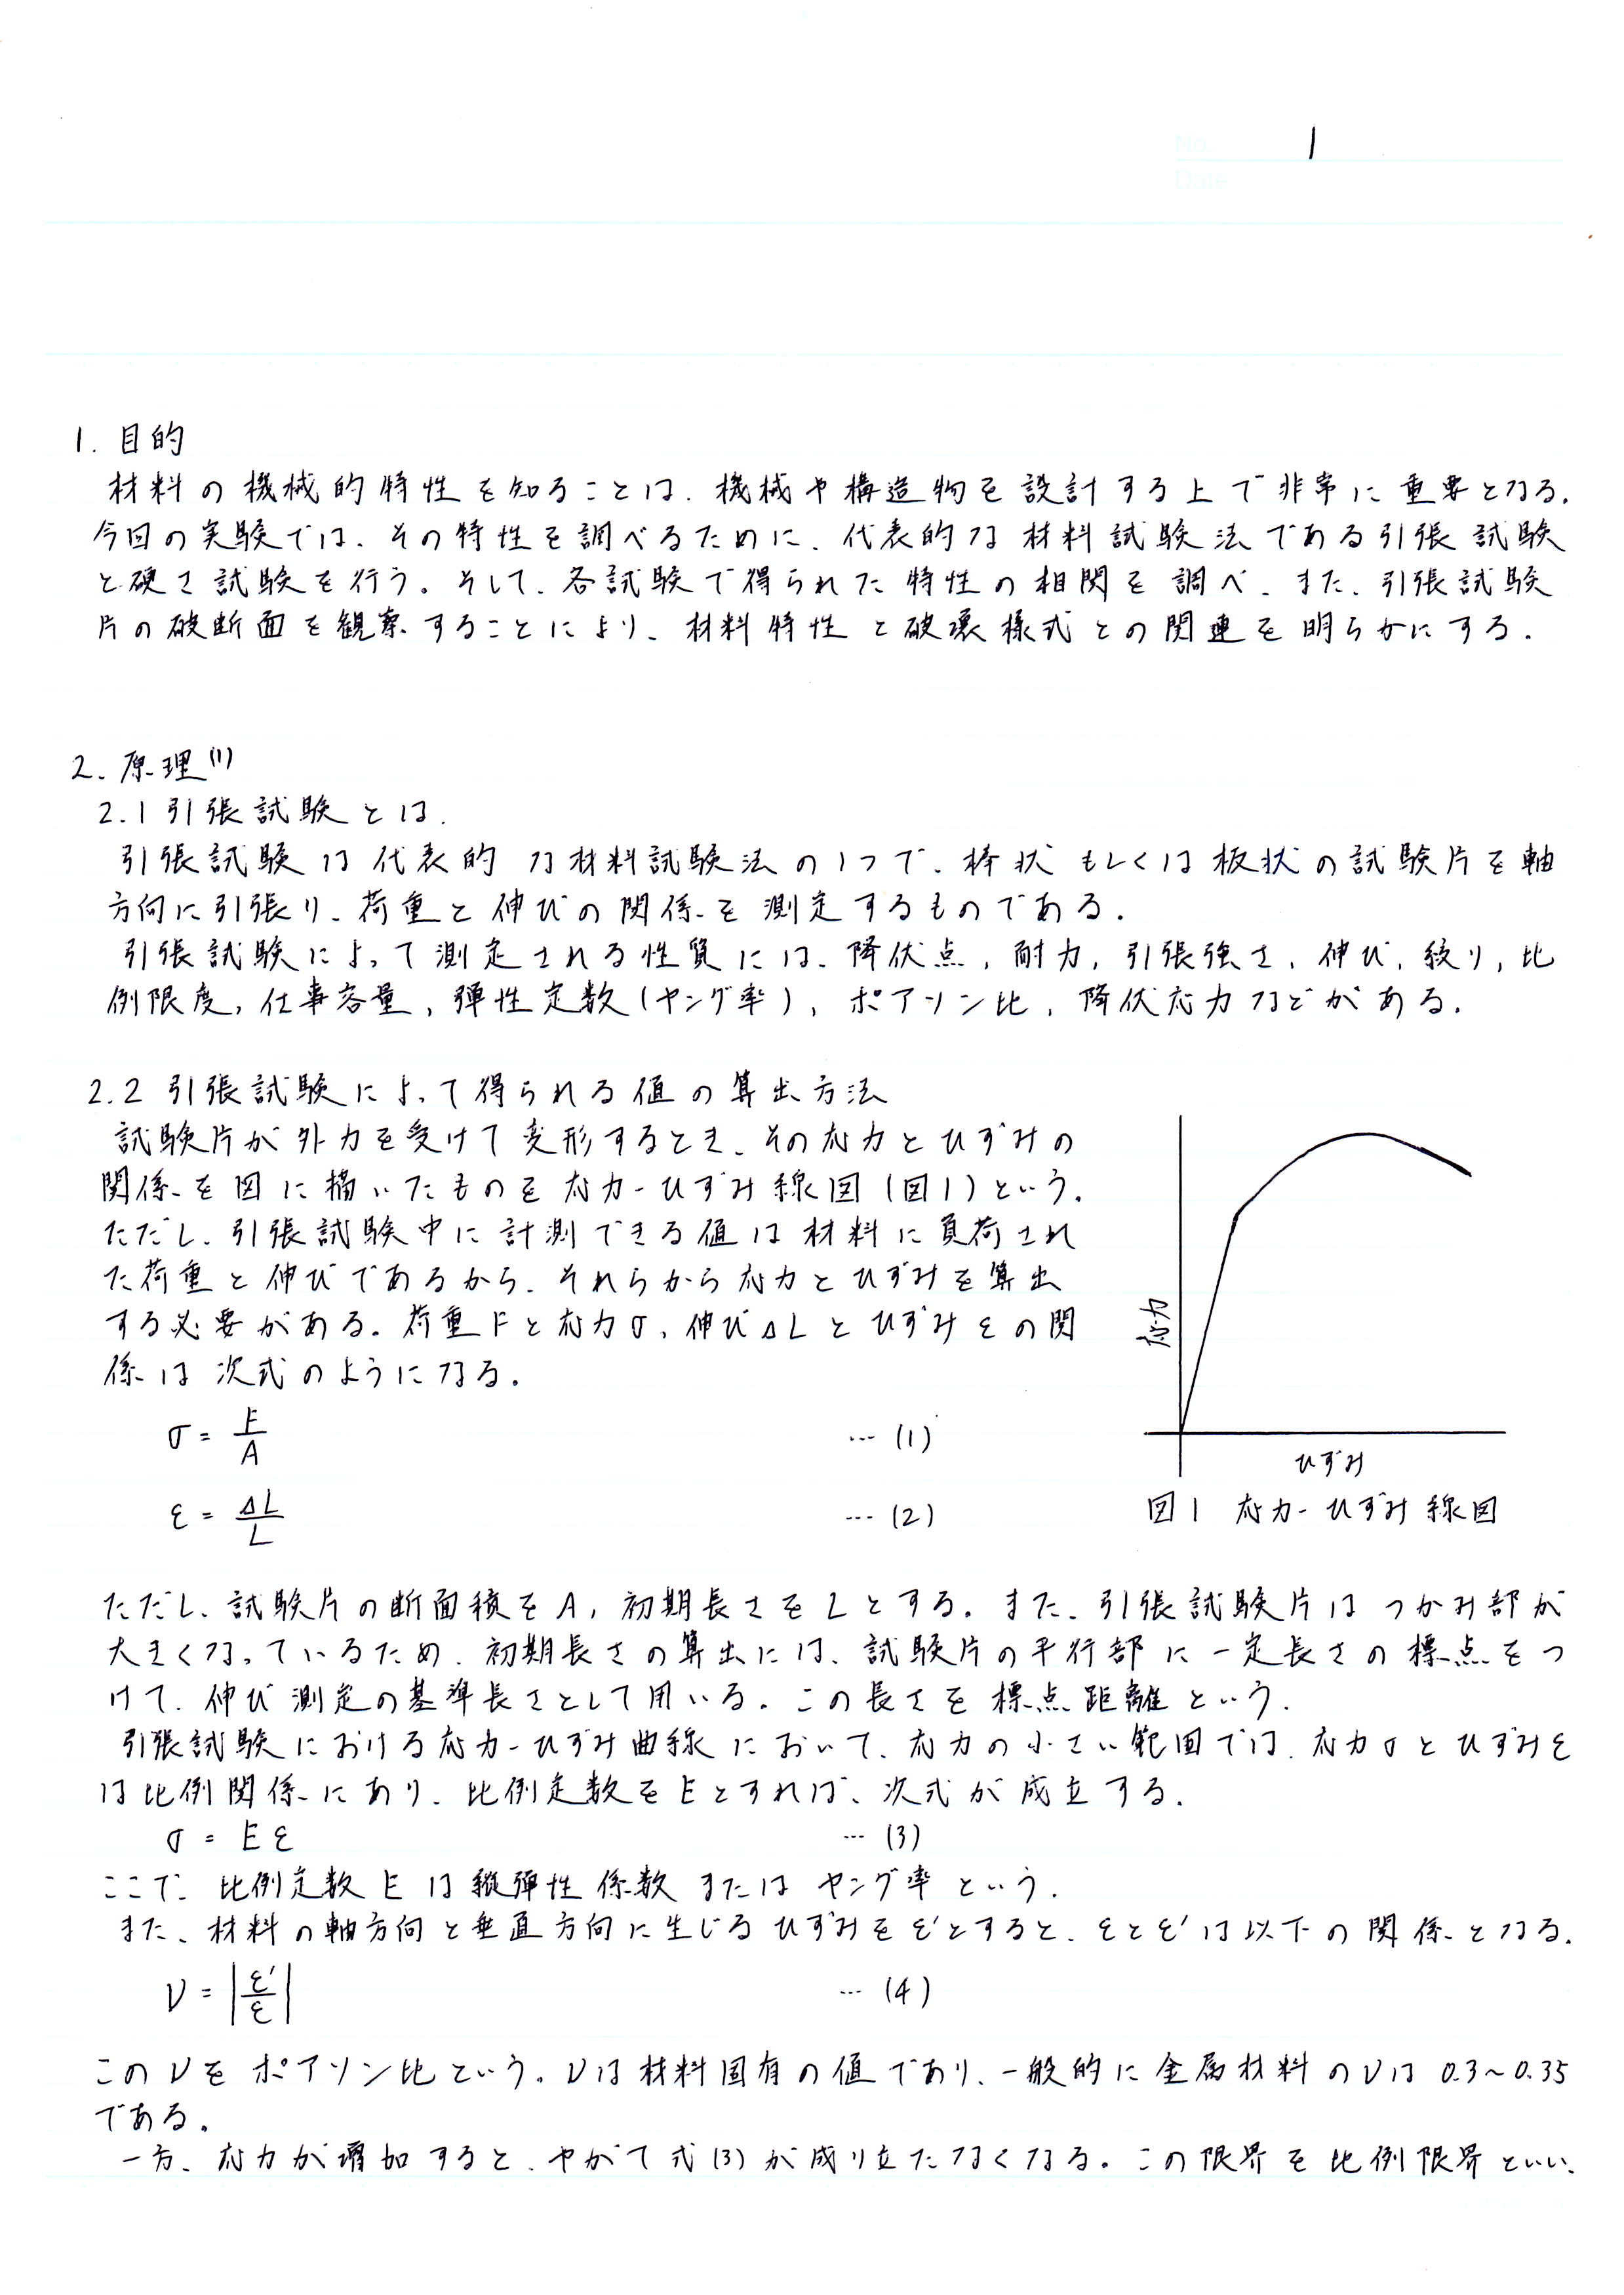 No. 1
Date
1. 目的
材料の機械的特性を知ることは、機械や構造物を設計する上で非常に重要となる。
今回の実験では、その特性を調べるために、代表的な材料試験法である引張試験
と硬さ試験を行う。そして、各試験で得られた特性の相関を調べ、また、引張試験
片の破断面を観察することにより、材料特性と破壊様式との関連を明らかにする。
2. 原理(1)
2.1 引張試験とは
引張試験は代表的な材料試験法の1つで、棒状もしくは板状の試験片を軸
方向に引張り、荷重と伸びの関係を測定するものである。
引張試験によって測定される性質には、降伏点，耐力，引張強さ，伸び，絞り，比
例限度，仕事容量，弾性定数(ヤング率)，ポアソン比，降伏応力などがある。
2.2 引張試験によって得られる値の算出方法
試験片が外力を受けて変形するとき、その応力とひずみの
関係を図に描いたものを応力-ひずみ線図(図1)という。
ただし、引張試験中に計測できる値は材料に負荷され
た荷重と伸びであるから、それらから応力とひずみを算出
する必要がある。荷重Fと応力σ，伸びΔLとひずみεの関
係は次式のようになる。
σ = F/A … (1)
ε = ΔL/L … (2)
応力
ひずみ
図1 応力-ひずみ線図
ただし、試験片の断面積をA，初期長さをLとする。また、引張試験片はつかみ部が
大きくなっているため、初期長さの算出には、試験片の平行部に一定長さの標点をつ
けて、伸び測定の基準長さとして用いる。この長さを標点距離という。
引張試験における応力-ひずみ曲線において、応力の小さい範囲では、応力σとひずみε
は比例関係にあり、比例定数をEとすれば、次式が成立する。
σ = Eε … (3)
ここで、比例定数Eは縦弾性係数またはヤング率という。
また、材料の軸方向と垂直方向に生じるひずみをε'とすると、εとε'は以下の関係となる。
ν = |ε'/ε| … (4)
このνをポアソン比という。νは材料固有の値であり、一般的に金属材料のνは0.3~0.35
である。
一方、応力が増加すると、やがて式(3)が成り立たなくなる。この限界を比例限界といい、